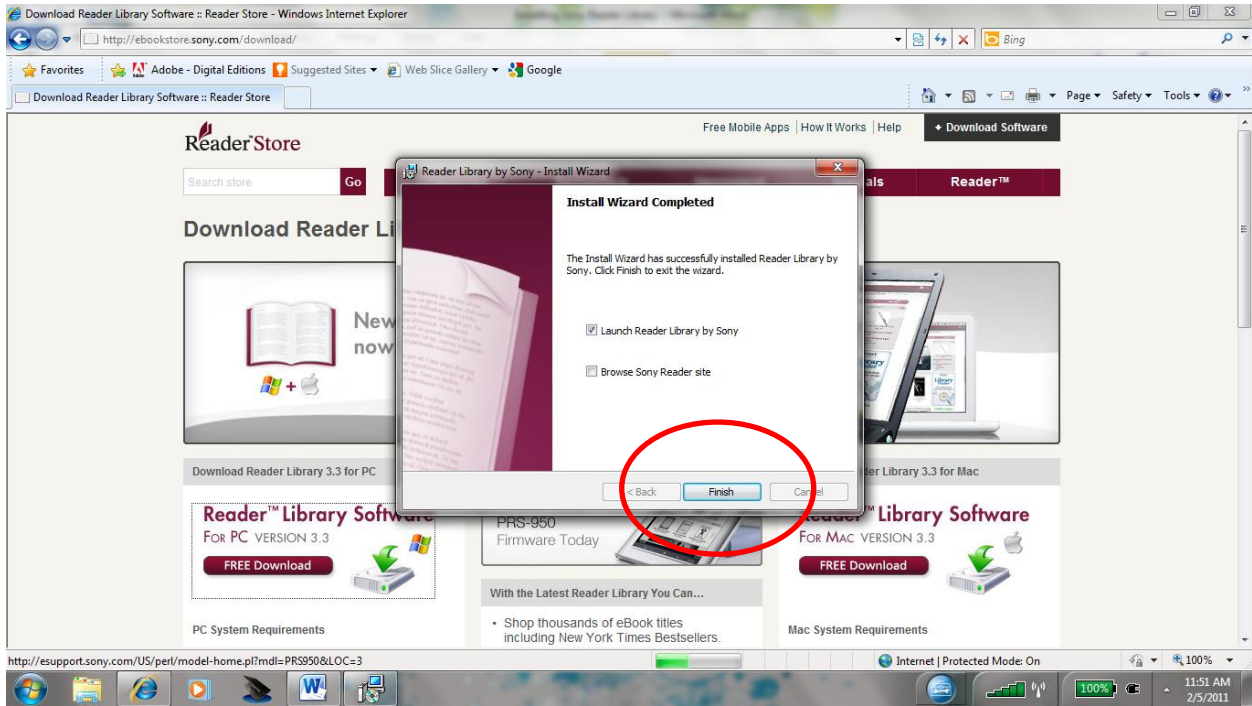 Download Reader Library Software :: Reader Store - Windows Internet Explorer
http://ebookstore.sony.com/download/
Bing
Favorites
Adobe - Digital Editions
Suggested Sites
Web Slice Gallery
Google
Download Reader Library Software :: Reader Store
Page
Safety
Tools
Reader Store
Free Mobile Apps | How It Works | Help
+ Download Software
Search store
Go
als
Reader™
Download Reader Li
Reader Library by Sony - Install Wizard
Install Wizard Completed
The Install Wizard has successfully installed Reader Library by
Sony. Click Finish to exit the wizard.
Launch Reader Library by Sony
Browse Sony Reader site
< Back
Finish
Cancel
New
now
+
Download Reader Library 3.3 for PC
Reader™ Library Software
FOR PC VERSION 3.3
FREE Download
PC System Requirements
PRS-950
Firmware Today
With the Latest Reader Library You Can...
• Shop thousands of eBook titles
including New York Times Bestsellers.
der Library 3.3 for Mac
Reader™ Library Software
FOR MAC VERSION 3.3
FREE Download
Mac System Requirements
http://esupport.sony.com/US/perl/model-home.pl?mdl=PRS950&LOC=3
Internet | Protected Mode: On
100%
100%
11:51 AM
2/5/2011